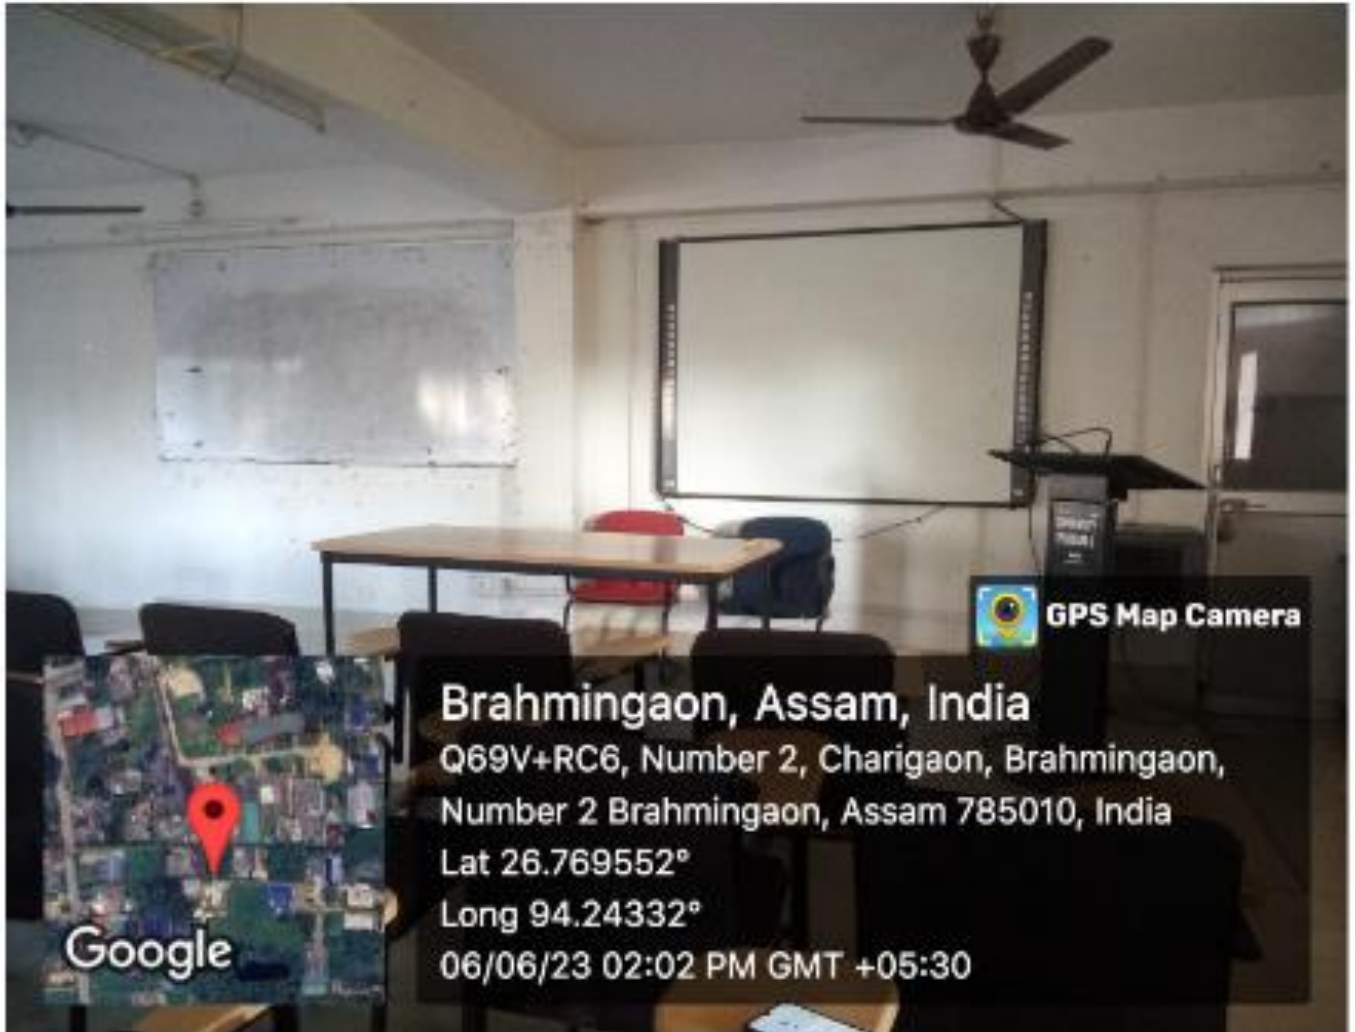 GPS Map Camera
Brahmingaon, Assam, India
Q69V+RC6, Number 2, Charigaon, Brahmingaon,
Number 2 Brahmingaon, Assam 785010, India
Lat 26.769552°
Long 94.24332°
06/06/23 02:02 PM GMT +05:30
Google